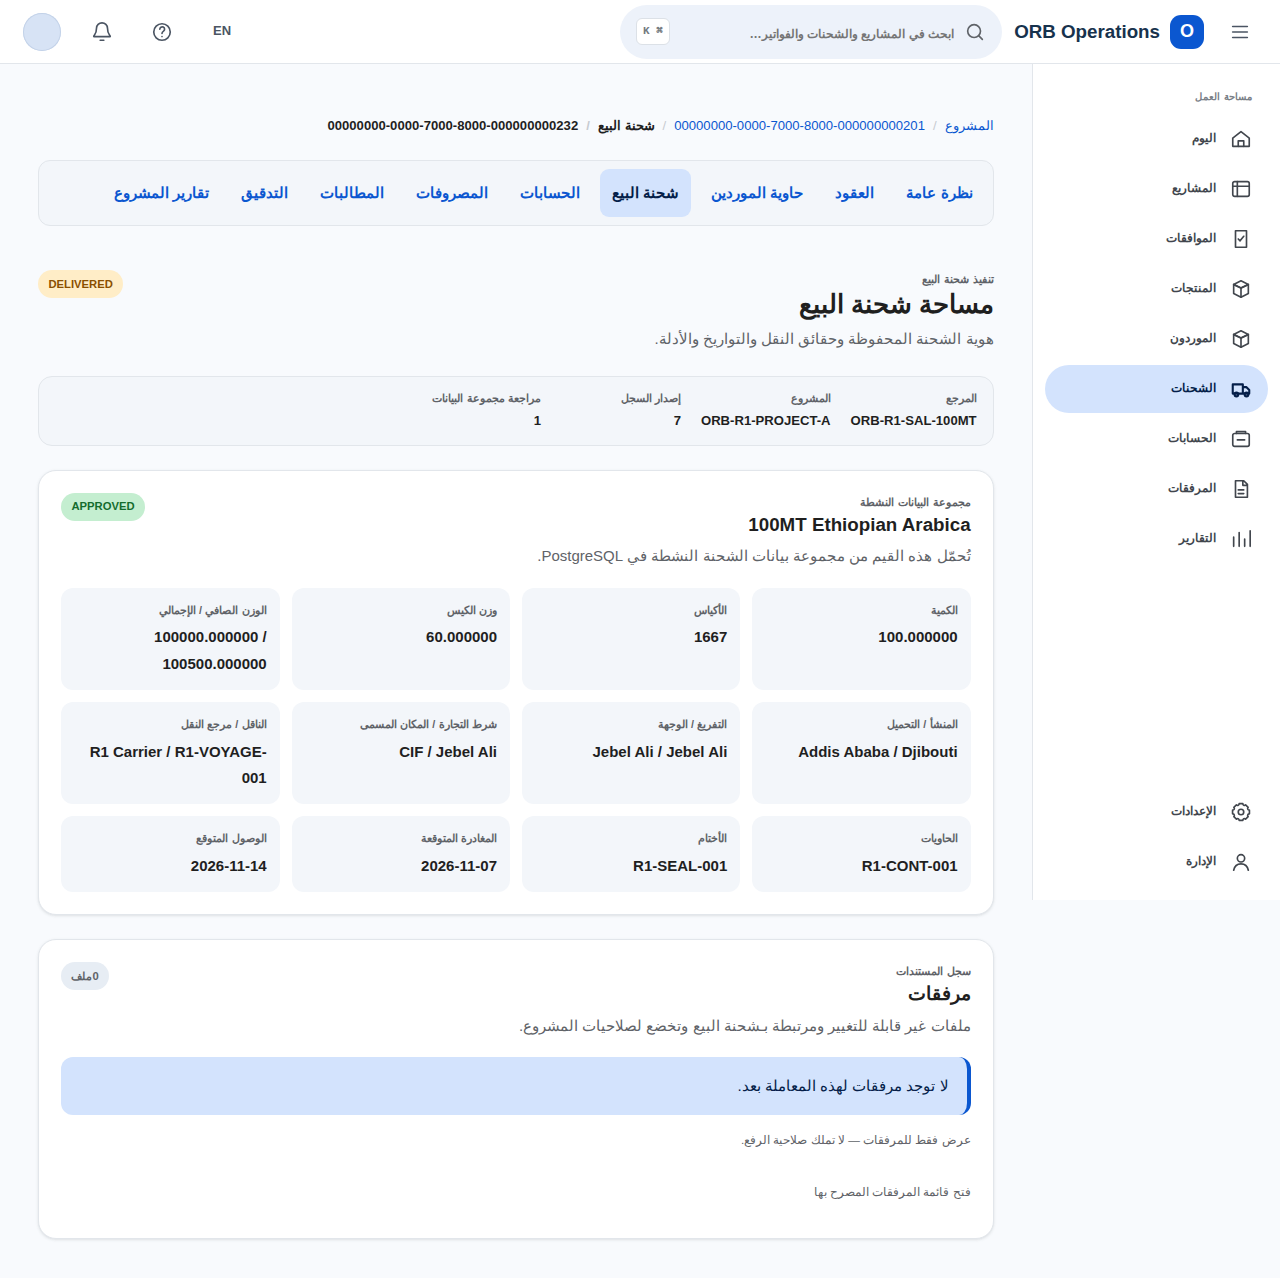 O ORB Operations
ابحث في المشاريع والشحنات والفواتير...
⌘ K
EN
مساحة العمل
اليوم
المشاريع
الموافقات
المنتجات
الموردون
الشحنات
الحسابات
المرفقات
التقارير
الإعدادات
الإدارة
المشروع / 00000000-0000-7000-8000-000000000201 / شحنة البيع / 00000000-0000-7000-8000-000000000232
نظرة عامة
العقود
حاوية الموردين
شحنة البيع
الحسابات
المصروفات
المطالبات
التدقيق
تقارير المشروع
تنفيذ شحنة البيع
مساحة شحنة البيع
هوية الشحنة المحفوظة وحقائق النقل والتواريخ والأدلة.
DELIVERED
المرجع
ORB-R1-SAL-100MT
المشروع
ORB-R1-PROJECT-A
إصدار السجل
7
مراجعة مجموعة البيانات
1
مجموعة البيانات النشطة
100MT Ethiopian Arabica
تُحمّل هذه القيم من مجموعة بيانات الشحنة النشطة في PostgreSQL.
APPROVED
الكمية
100.000000
الأكياس
1667
وزن الكيس
60.000000
الوزن الصافي / الإجمالي
100000.000000 /
100500.000000
المنشأ / التحميل
Addis Ababa / Djibouti
التفريغ / الوجهة
Jebel Ali / Jebel Ali
شرط التجارة / المكان المسمى
CIF / Jebel Ali
الناقل / مرجع النقل
R1 Carrier / R1-VOYAGE-
001
الحاويات
R1-CONT-001
الأختام
R1-SEAL-001
المغادرة المتوقعة
2026-11-07
الوصول المتوقع
2026-11-14
سجل المستندات
مرفقات
ملفات غير قابلة للتغيير ومرتبطة بـشحنة البيع وتخضع لصلاحيات المشروع.
0ملف
لا توجد مرفقات لهذه المعاملة بعد.
عرض فقط للمرفقات — لا تملك صلاحية الرفع.
فتح قائمة المرفقات المصرح بها